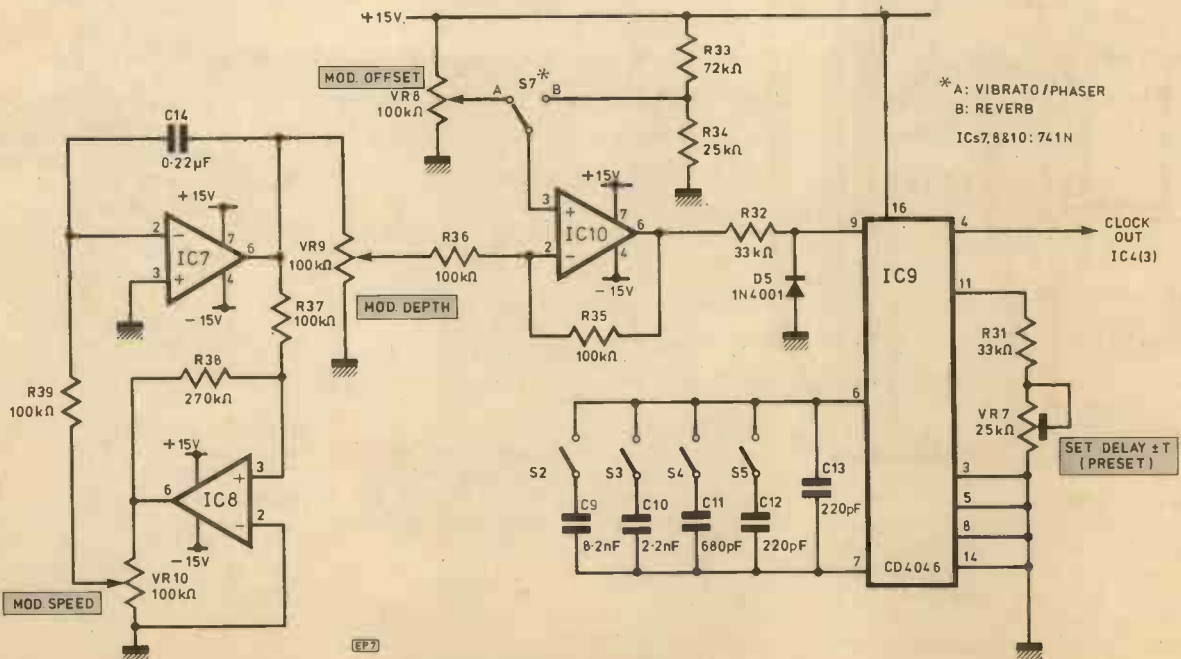 +15V
MOD. OFFSET
VR8
100kΩ
A
S7*
B
R33
72kΩ
R34
25kΩ
*A: VIBRATO/PHASER
B: REVERB
ICs7,8&10: 741N
C14
0·22µF
+15V
2
−
7
IC7
6
3
+
4
−15V
VR9
100kΩ
MOD. DEPTH
R36
100kΩ
+15V
3
+
7
IC10
6
2
−
4
−15V
R35
100kΩ
R32
33kΩ
D5
1N4001
16
9
4
IC9
CLOCK
OUT
IC4(3)
11
R31
33kΩ
VR7
25kΩ
SET DELAY ±T
(PRESET)
3
5
8
14
6
7
CD4046
R37
100kΩ
R38
270kΩ
R39
100kΩ
+15V
3
+
6
IC8
2
−
−15V
VR10
100kΩ
MOD. SPEED
S2
S3
S4
S5
C9
8·2nF
C10
2·2nF
C11
680pF
C12
220pF
C13
220pF
EP7